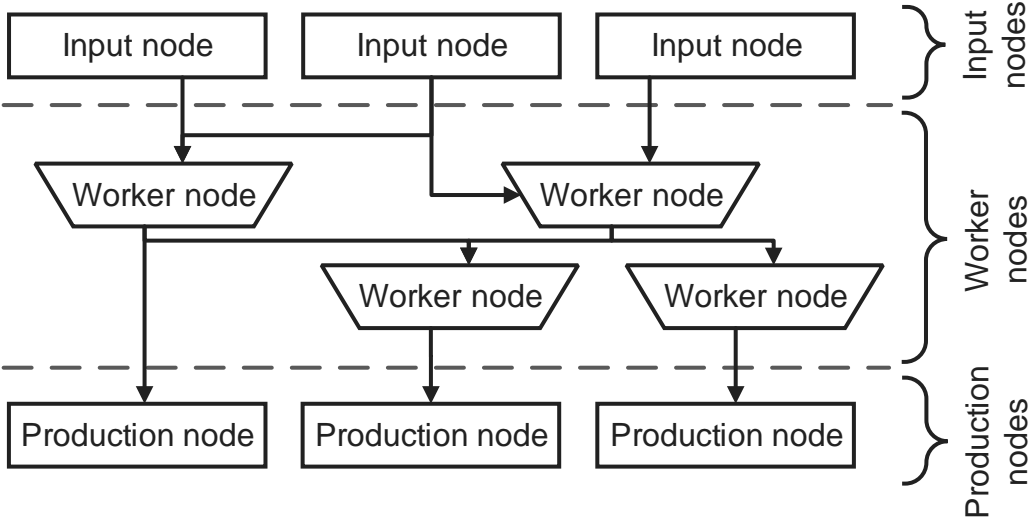 Input node
Input node
Input node
Input
nodes
Worker node
Worker node
Worker node
Worker node
Worker
nodes
Production node
Production node
Production node
Production
nodes